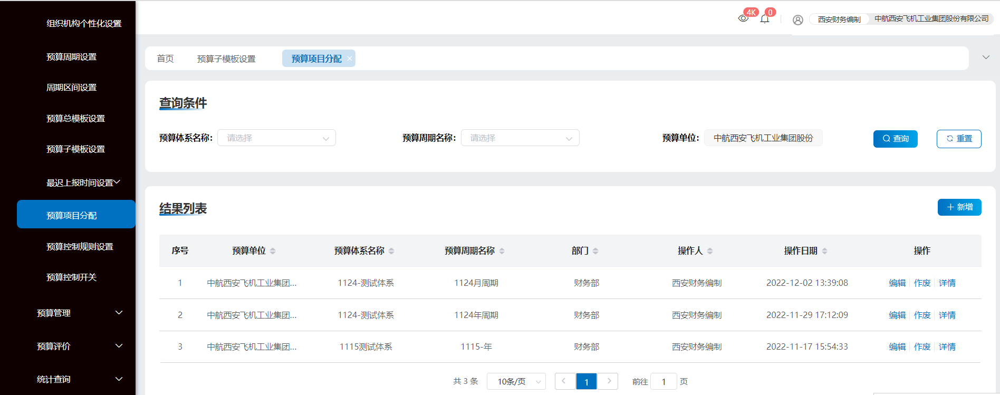 组织机构个性化设置
预算周期设置
周期区间设置
预算总模板设置
预算子模板设置
最迟上报时间设置
预算项目分配
预算控制规则设置
预算控制开关
预算管理
预算评价
统计查询
4K 0 西安财务编制 中航西安飞机工业集团股份有限公司
首页 预算子模板设置 预算项目分配
查询条件
预算体系名称: 请选择 预算周期名称: 请选择 预算单位: 中航西安飞机工业集团股份 查询 重置
结果列表
新增
序号 预算单位 预算体系名称 预算周期名称 部门 操作人 操作日期 操作
1 中航西安飞机工业集团... 1124-测试体系 1124月周期 财务部 西安财务编制 2022-12-02 13:39:08 编辑 作废 详情
2 中航西安飞机工业集团... 1124-测试体系 1124年周期 财务部 西安财务编制 2022-11-29 17:12:09 编辑 作废 详情
3 中航西安飞机工业集团... 1115测试体系 1115-年 财务部 西安财务编制 2022-11-17 15:54:33 编辑 作废 详情
共 3 条 10条/页 1 前往 1 页